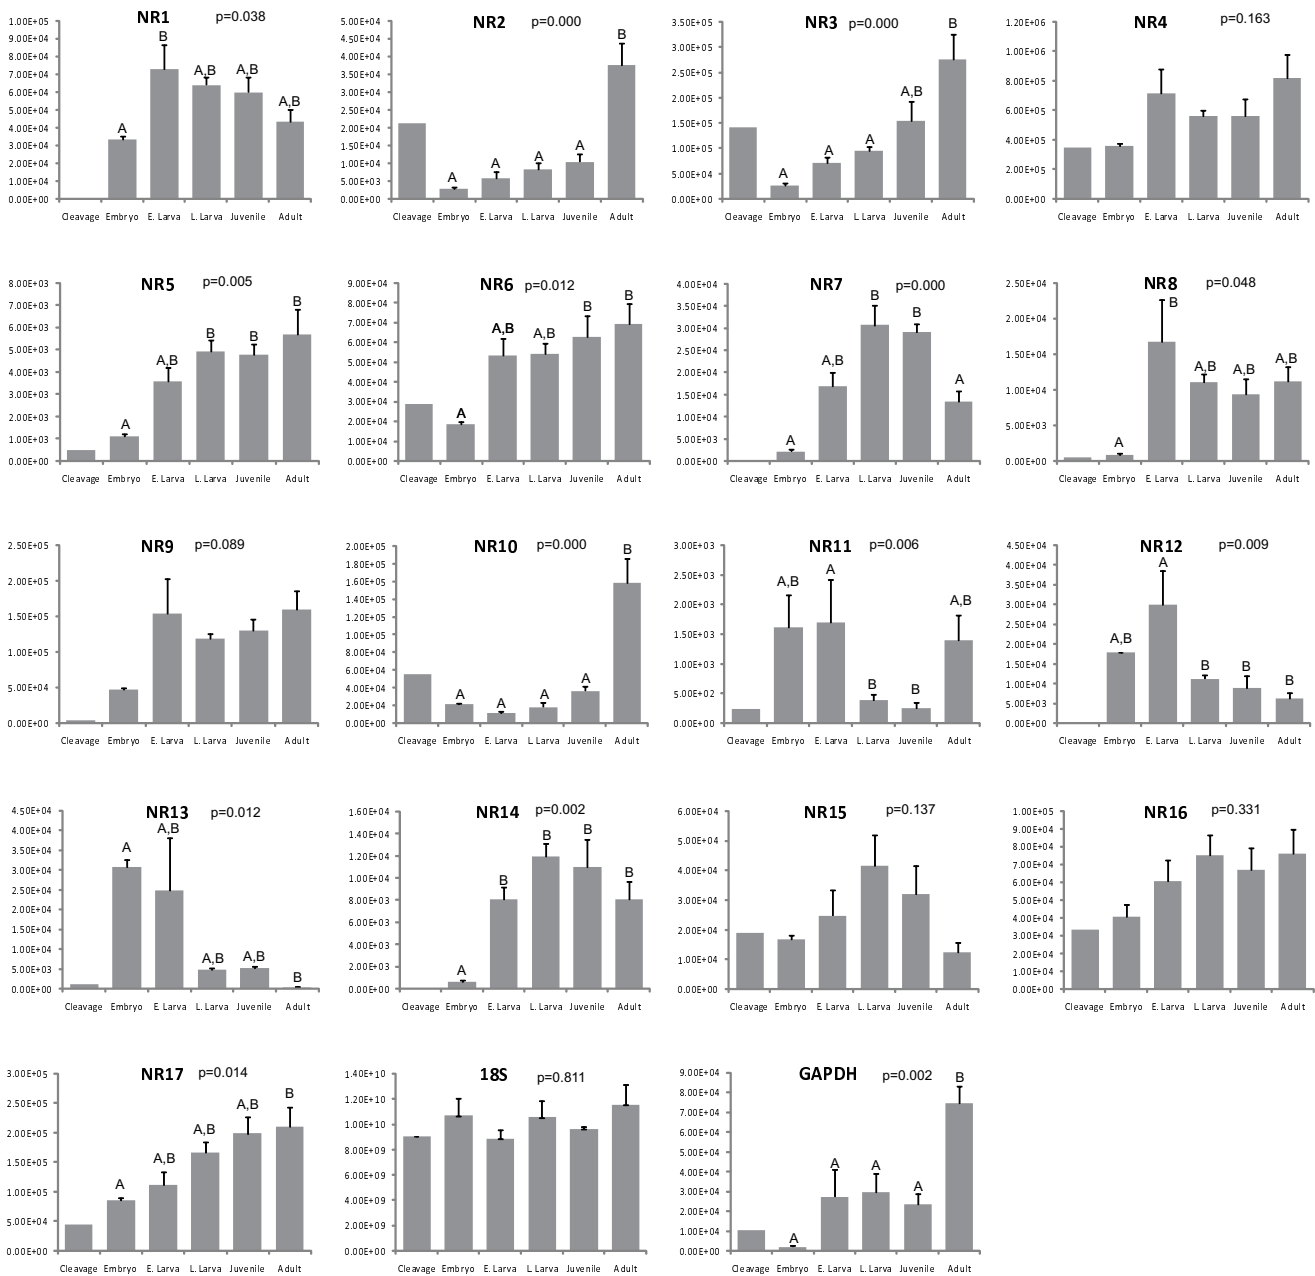 NR1 p=0.038
1.00E+05
9.00E+04
8.00E+04
7.00E+04
6.00E+04
5.00E+04
4.00E+04
3.00E+04
2.00E+04
1.00E+04
0.00E+00
A B A,B A,B A,B
Cleavage Embryo E. Larva L. Larva Juvenile Adult
NR2 p=0.000
5.00E+04
4.50E+04
4.00E+04
3.50E+04
3.00E+04
2.50E+04
2.00E+04
1.50E+04
1.00E+04
5.00E+03
0.00E+00
A A A A B
Cleavage Embryo E. Larva L. Larva Juvenile Adult
NR3 p=0.000
3.50E+05
3.00E+05
2.50E+05
2.00E+05
1.50E+05
1.00E+05
5.00E+04
0.00E+00
A A A A,B B
Cleavage Embryo E. Larva L. Larva Juvenile Adult
NR4 p=0.163
1.20E+06
1.00E+06
8.00E+05
6.00E+05
4.00E+05
2.00E+05
0.00E+00
Cleavage Embryo E. Larva L. Larva Juvenile Adult
NR5 p=0.005
8.00E+03
7.00E+03
6.00E+03
5.00E+03
4.00E+03
3.00E+03
2.00E+03
1.00E+03
0.00E+00
A A,B B B B
Cleavage Embryo E. Larva L. Larva Juvenile Adult
NR6 p=0.012
9.00E+04
8.00E+04
7.00E+04
6.00E+04
5.00E+04
4.00E+04
3.00E+04
2.00E+04
1.00E+04
0.00E+00
A A,B A,B B B
Cleavage Embryo E. Larva L. Larva Juvenile Adult
NR7 p=0.000
4.00E+04
3.50E+04
3.00E+04
2.50E+04
2.00E+04
1.50E+04
1.00E+04
5.00E+03
0.00E+00
A A,B B B A
Cleavage Embryo E. Larva L. Larva Juvenile Adult
NR8 p=0.048
2.50E+04
2.00E+04
1.50E+04
1.00E+04
5.00E+03
0.00E+00
A B A,B A,B A,B
Cleavage Embryo E. Larva L. Larva Juvenile Adult
NR9 p=0.089
2.50E+05
2.00E+05
1.50E+05
1.00E+05
5.00E+04
0.00E+00
Cleavage Embryo E. Larva L. Larva Juvenile Adult
NR10 p=0.000
2.00E+05
1.80E+05
1.60E+05
1.40E+05
1.20E+05
1.00E+05
8.00E+04
6.00E+04
4.00E+04
2.00E+04
0.00E+00
A A A A B
Cleavage Embryo E. Larva L. Larva Juvenile Adult
NR11 p=0.006
3.00E+03
2.50E+03
2.00E+03
1.50E+03
1.00E+03
5.00E+02
0.00E+00
A,B A B B A,B
Cleavage Embryo E. Larva L. Larva Juvenile Adult
NR12 p=0.009
4.50E+04
4.00E+04
3.50E+04
3.00E+04
2.50E+04
2.00E+04
1.50E+04
1.00E+04
5.00E+03
0.00E+00
A,B A B B B
Cleavage Embryo E. Larva L. Larva Juvenile Adult
NR13 p=0.012
4.50E+04
4.00E+04
3.50E+04
3.00E+04
2.50E+04
2.00E+04
1.50E+04
1.00E+04
5.00E+03
0.00E+00
A A,B A,B A,B B
Cleavage Embryo E. Larva L. Larva Juvenile Adult
NR14 p=0.002
1.60E+04
1.40E+04
1.20E+04
1.00E+04
8.00E+03
6.00E+03
4.00E+03
2.00E+03
0.00E+00
A B B B B
Cleavage Embryo E. Larva L. Larva Juvenile Adult
NR15 p=0.137
6.00E+04
5.00E+04
4.00E+04
3.00E+04
2.00E+04
1.00E+04
0.00E+00
Cleavage Embryo E. Larva L. Larva Juvenile Adult
NR16 p=0.331
1.00E+05
9.00E+04
8.00E+04
7.00E+04
6.00E+04
5.00E+04
4.00E+04
3.00E+04
2.00E+04
1.00E+04
0.00E+00
Cleavage Embryo E. Larva L. Larva Juvenile Adult
NR17 p=0.014
3.00E+05
2.50E+05
2.00E+05
1.50E+05
1.00E+05
5.00E+04
0.00E+00
A A,B A,B A,B B
Cleavage Embryo E. Larva L. Larva Juvenile Adult
18S p=0.811
1.40E+10
1.20E+10
1.00E+10
8.00E+09
6.00E+09
4.00E+09
2.00E+09
0.00E+00
Cleavage Embryo E. Larva L. Larva Juvenile Adult
GAPDH p=0.002
9.00E+04
8.00E+04
7.00E+04
6.00E+04
5.00E+04
4.00E+04
3.00E+04
2.00E+04
1.00E+04
0.00E+00
A A A A B
Cleavage Embryo E. Larva L. Larva Juvenile Adult